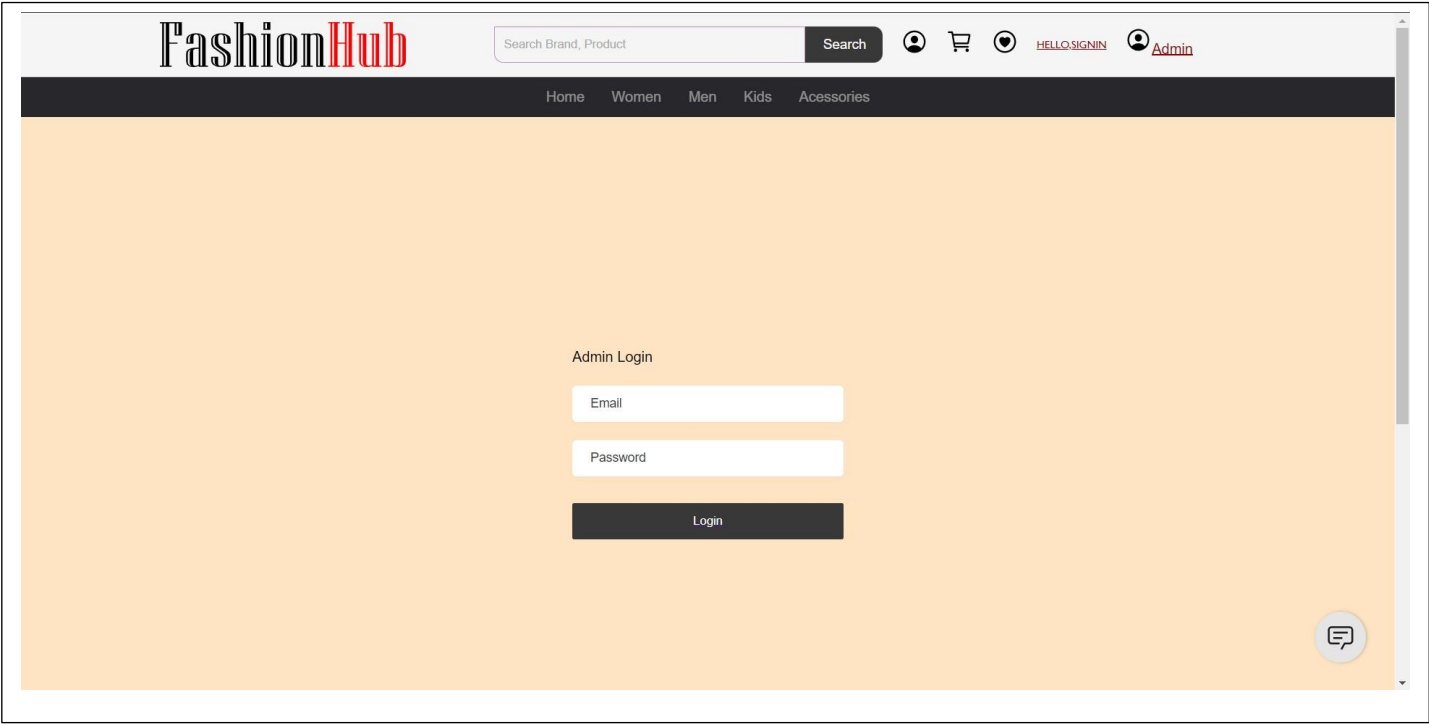 FashionHub
Search Brand, Product
Search
HELLO,SIGNIN
Admin
Home Women Men Kids Acessories
Admin Login
Email
Password
Login